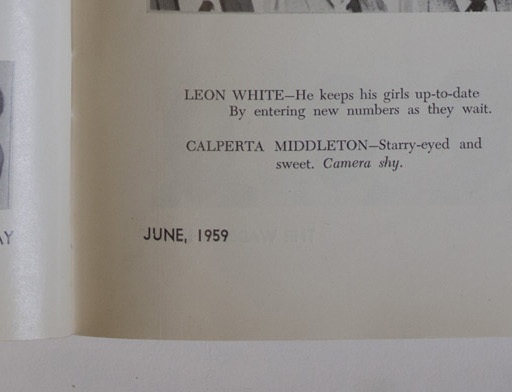 LEON WHITE—He keeps his girls up-to-date
By entering new numbers as they wait.
CALPERTA MIDDLETON—Starry-eyed and
sweet. Camera shy.
JUNE, 1959